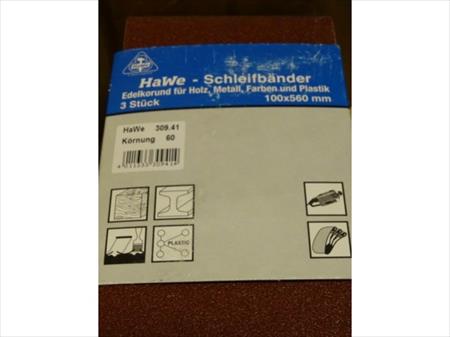 HaWe - Schleifbänder
Edelkorund für Holz, Metall, Farben und Plastik
3 Stück 100x560 mm
HaWe 309.41
Körnung 60
PLASTIC